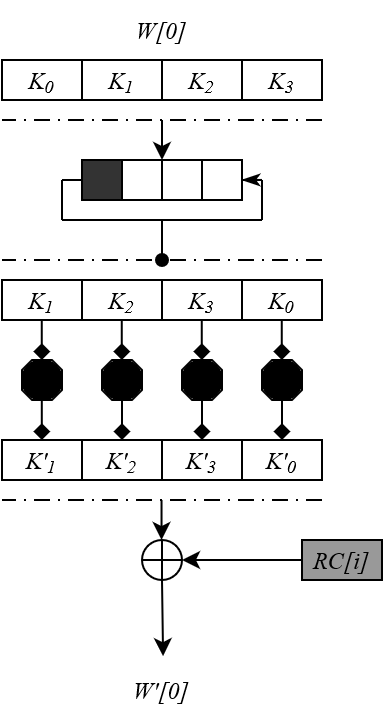 W[0]
K₀ K₁ K₂ K₃
K₁ K₂ K₃ K₀
K'₁ K'₂ K'₃ K'₀
RC[i]
W'[0]